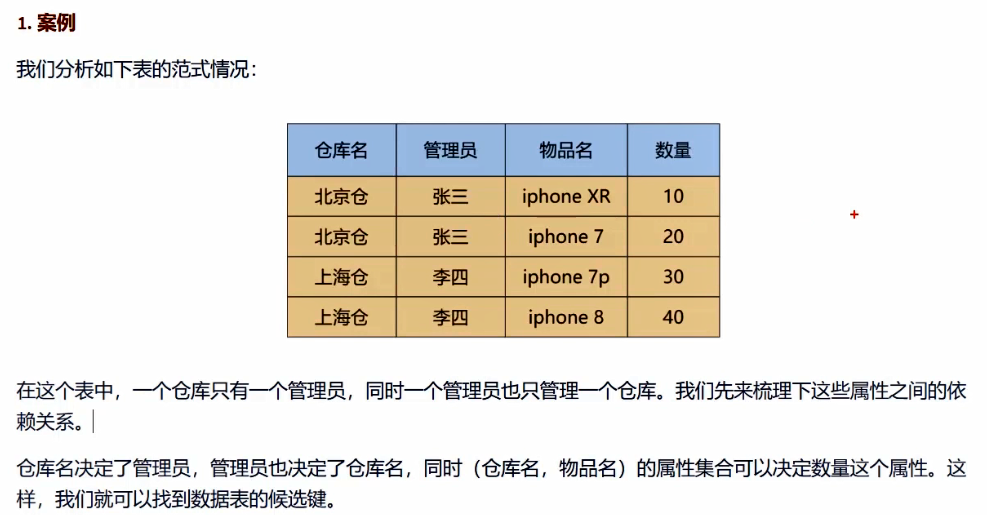 1. 案例
我们分析如下表的范式情况：
仓库名 管理员 物品名 数量
北京仓 张三 iphone XR 10
北京仓 张三 iphone 7 20
上海仓 李四 iphone 7p 30
上海仓 李四 iphone 8 40
在这个表中，一个仓库只有一个管理员，同时一个管理员也只管理一个仓库。我们先来梳理下这些属性之间的依
赖关系。
仓库名决定了管理员，管理员也决定了仓库名，同时（仓库名，物品名）的属性集合可以决定数量这个属性。这
样，我们就可以找到数据表的候选键。